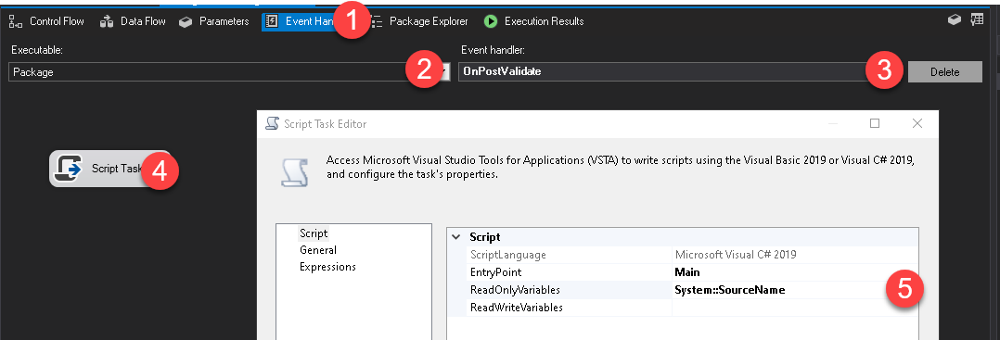 Control Flow Data Flow Parameters Event Han 1 Package Explorer Execution Results
Executable: Event handler:
Package 2 OnPostValidate 3 Delete
Script Task Editor
Access Microsoft Visual Studio Tools for Applications (VSTA) to write scripts using the Visual Basic 2019 or Visual C# 2019,
and configure the task's properties.
Script Task 4
Script
General
Expressions
Script
ScriptLanguage Microsoft Visual C# 2019
EntryPoint Main
ReadOnlyVariables System::SourceName 5
ReadWriteVariables